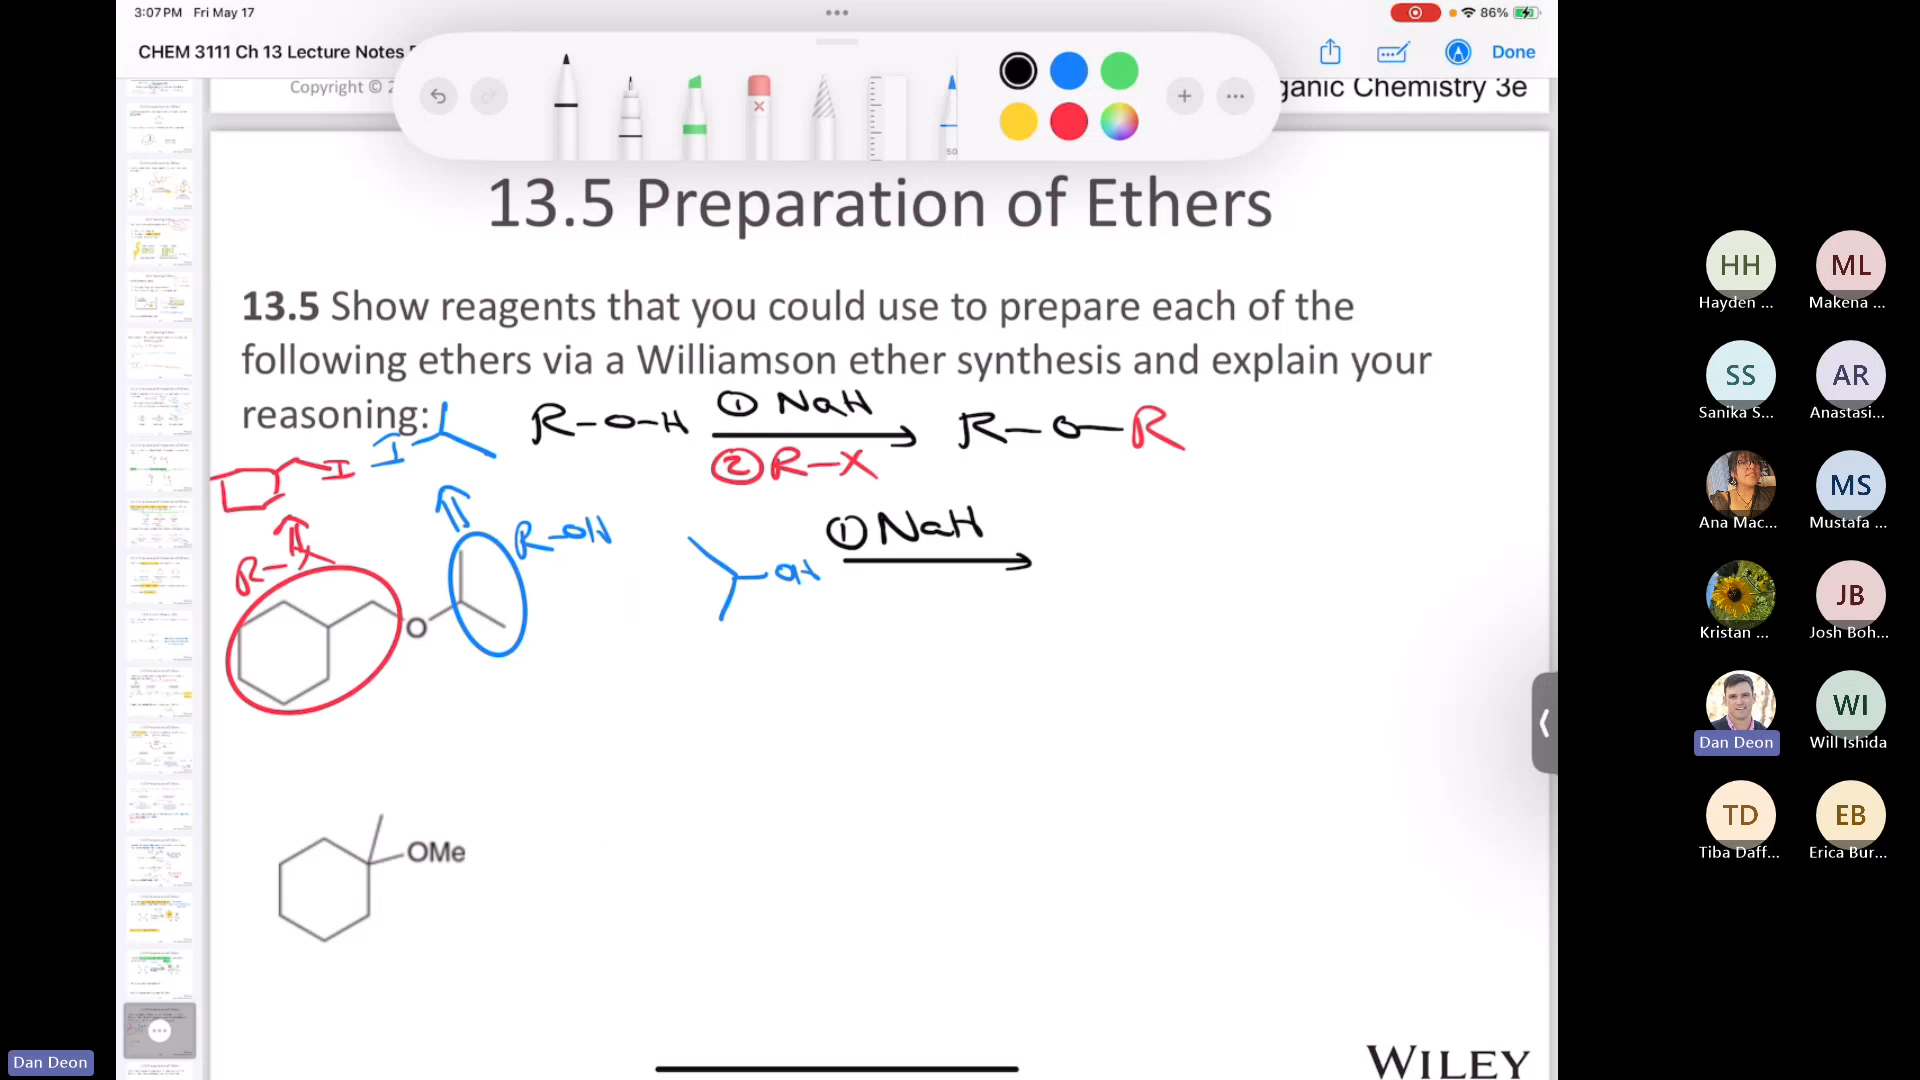 3:07 PM Fri May 17
86%
CHEM 3111 Ch 13 Lecture Notes
Done
Copyright ©
ganic Chemistry 3e
50
13.5 Preparation of Ethers
13.5 Show reagents that you could use to prepare each of the
following ethers via a Williamson ether synthesis and explain your
reasoning:
R-O-H
① NaH
② R-X
R-O-R
I
I
R-OH
R-X
O
OH
① NaH
OMe
WILEY
HH
Hayden ...
ML
Makena ...
SS
Sanika S...
AR
Anastasi...
Ana Mac...
MS
Mustafa ...
Kristan ...
JB
Josh Boh...
Dan Deon
WI
Will Ishida
TD
Tiba Daff...
EB
Erica Bur...
Dan Deon